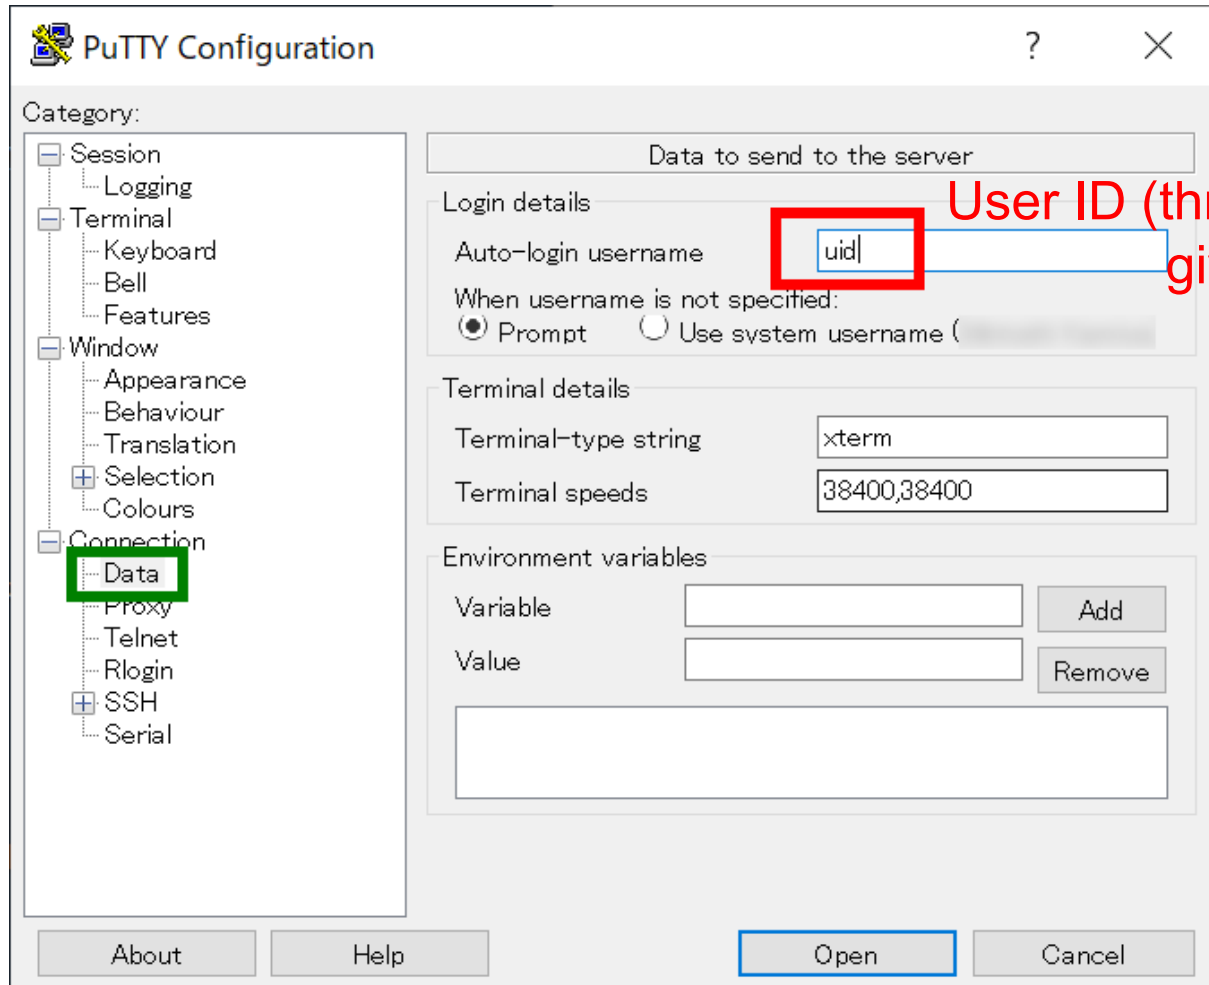 PuTTY Configuration
?
Category:
Session
Logging
Terminal
Keyboard
Bell
Features
Window
Appearance
Behaviour
Translation
Selection
Colours
Connection
Data
Proxy
Telnet
Rlogin
SSH
Serial
Data to send to the server
Login details
User ID
Auto-login username
uid
When username is not specified:
Prompt
Use system username (
Terminal details
Terminal-type string
xterm
Terminal speeds
38400,38400
Environment variables
Variable
Add
Value
Remove
About
Help
Open
Cancel